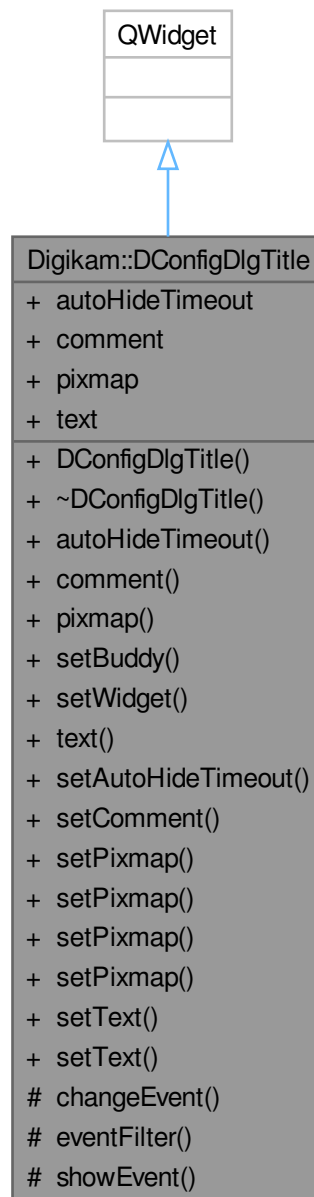 QWidget
Digikam::DConfigDlgTitle
+ autoHideTimeout
+ comment
+ pixmap
+ text
+ DConfigDlgTitle()
+ ~DConfigDlgTitle()
+ autoHideTimeout()
+ comment()
+ pixmap()
+ setBuddy()
+ setWidget()
+ text()
+ setAutoHideTimeout()
+ setComment()
+ setPixmap()
+ setPixmap()
+ setPixmap()
+ setPixmap()
+ setText()
+ setText()
# changeEvent()
# eventFilter()
# showEvent()